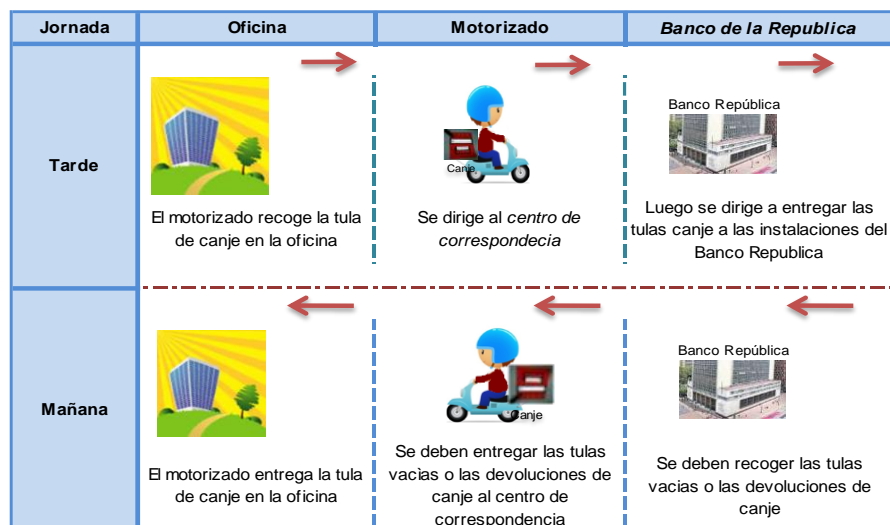 Jornada
Oficina
Motorizado
Banco de la Republica
Tarde
El motorizado recoge la tula
de canje en la oficina
Canje
Se dirige al centro de
correspondecia
Banco República
Luego se dirige a entregar las
tulas canje a las instalaciones del
Banco Republica
Mañana
El motorizado entrega la tula
de canje en la oficina
Canje
Se deben entregar las tulas
vacias o las devoluciones de
canje al centro de
correspondencia
Banco República
Se deben recoger las tulas
vacias o las devoluciones de
canje